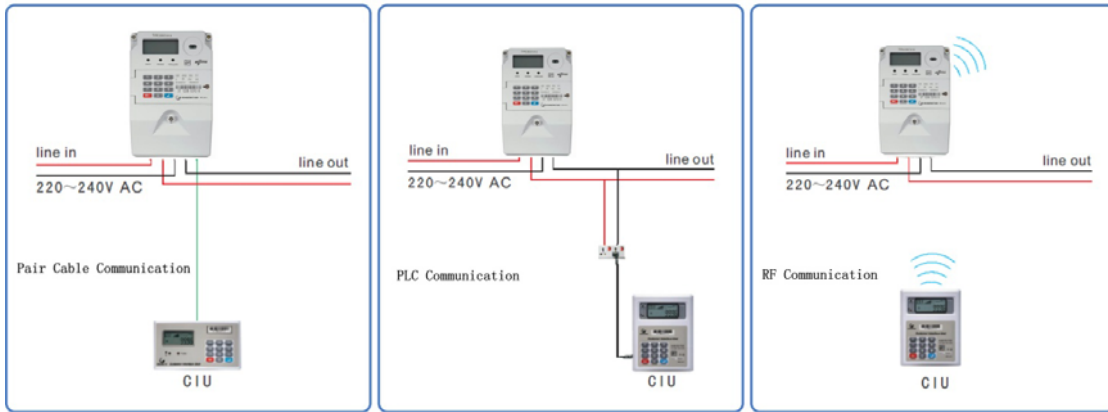 line in
line out
220~240V AC
Pair Cable Communication
CIU
line in
line out
220~240V AC
PLC Communication
CIU
line in
line out
220~240V AC
RF Communication
CIU